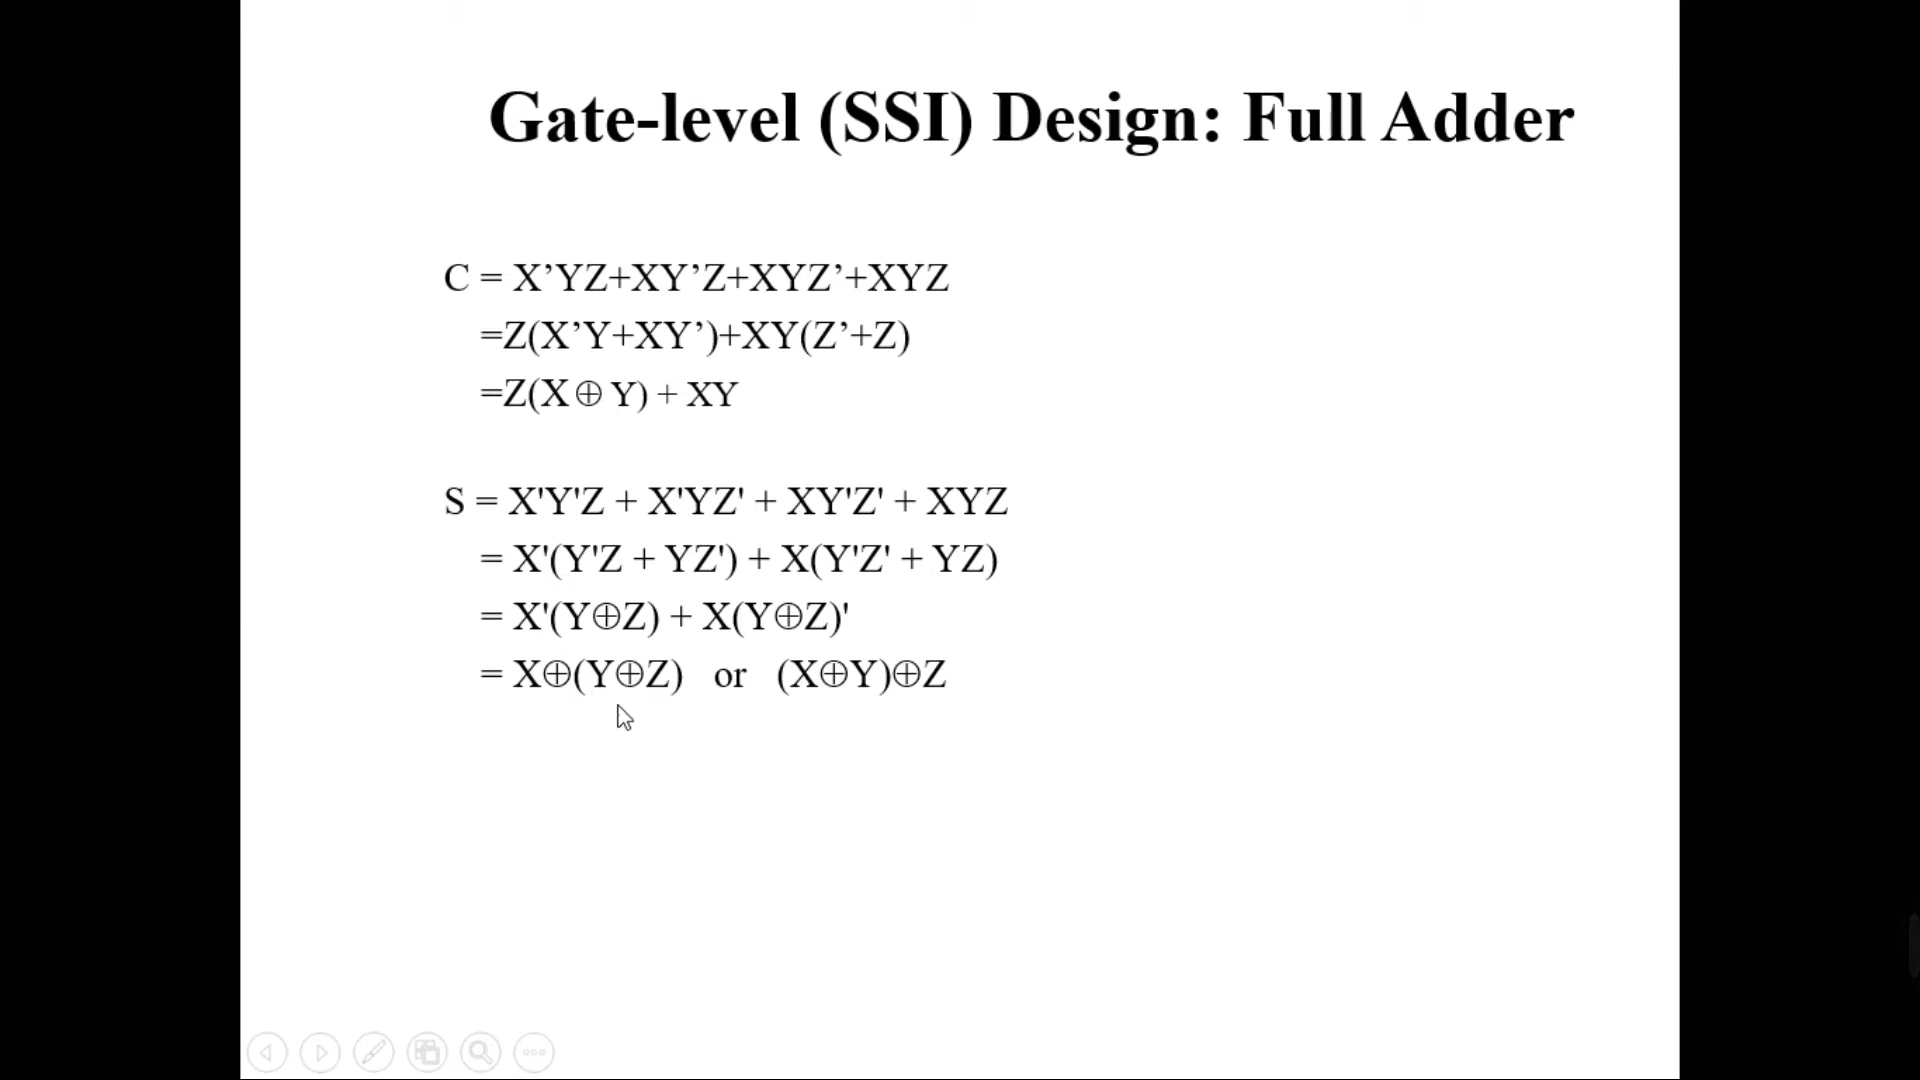 Gate-level (SSI) Design: Full Adder
C = X’YZ+XY’Z+XYZ’+XYZ
=Z(X’Y+XY’)+XY(Z’+Z)
=Z(X⊕ Y) + XY
S = X'Y'Z + X'YZ' + XY'Z' + XYZ
= X'(Y'Z + YZ') + X(Y'Z' + YZ)
= X'(Y⊕Z) + X(Y⊕Z)'
= X⊕(Y⊕Z) or (X⊕Y)⊕Z